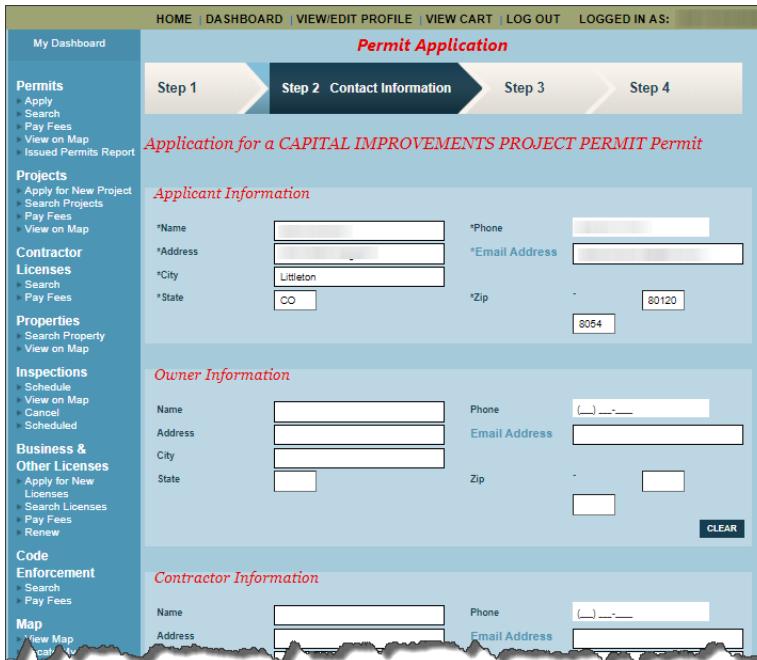 HOME | DASHBOARD | VIEW/EDIT PROFILE | VIEW CART | LOG OUT LOGGED IN AS:
My Dashboard
Permits
Apply
Search
Pay Fees
View on Map
Issued Permits Report
Projects
Apply for New Project
Search Projects
Pay Fees
View on Map
Contractor
Licenses
Search
Pay Fees
Properties
Search Property
View on Map
Inspections
Schedule
View on Map
Cancel
Scheduled
Business &
Other Licenses
Apply for New
Licenses
Search Licenses
Pay Fees
Renew
Code
Enforcement
Search
Pay Fees
Map
View Map
Permit Application
Step 1 Step 2 Contact Information Step 3 Step 4
Application for a CAPITAL IMPROVEMENTS PROJECT PERMIT Permit
Applicant Information
*Name *Phone
*Address *Email Address
*City Littleton
*State CO *Zip - 80120
8054
Owner Information
Name Phone (__) __-___
Address Email Address
City
State Zip -
CLEAR
Contractor Information
Name Phone (__) __-___
Address Email Address